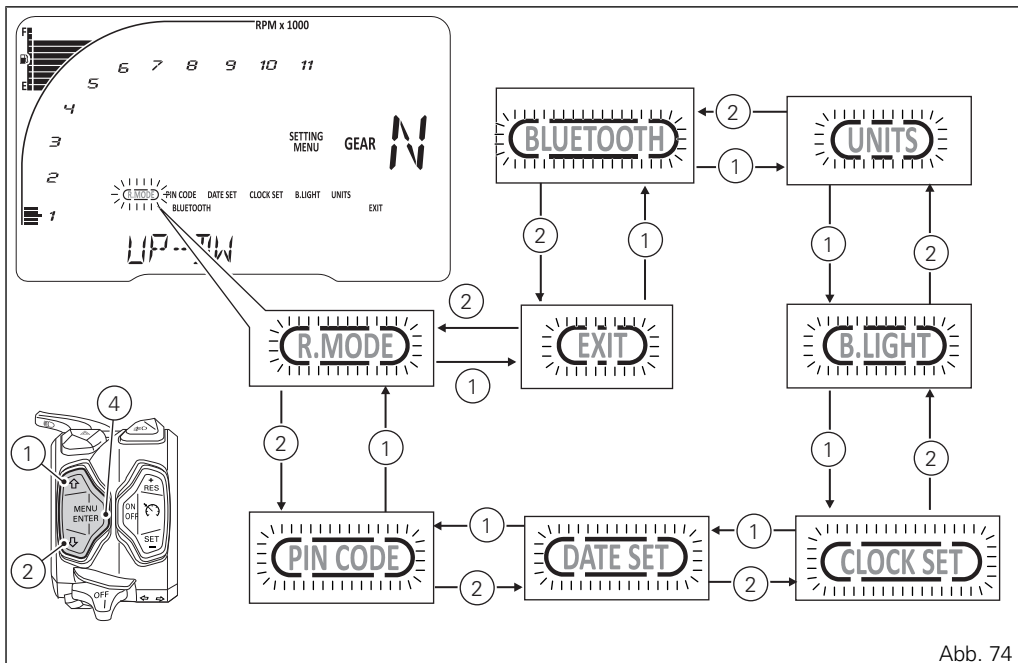 RPM x 1000
F
E
1
2
3
4
5
6
7
8
9
10
11
SETTING
MENU
GEAR N
R.MODE PIN CODE DATE SET CLOCK SET B.LIGHT UNITS
BLUETOOTH EXIT
UP--DW
BLUETOOTH
2
1
UNITS
2
1
1
2
R.MODE
2
1
EXIT
B.LIGHT
2
1
1
2
PIN CODE
1
2
DATE SET
1
2
CLOCK SET
4
1
2
MENU
ENTER
+
RES
ON
OFF
SET
-
OFF
Abb. 74